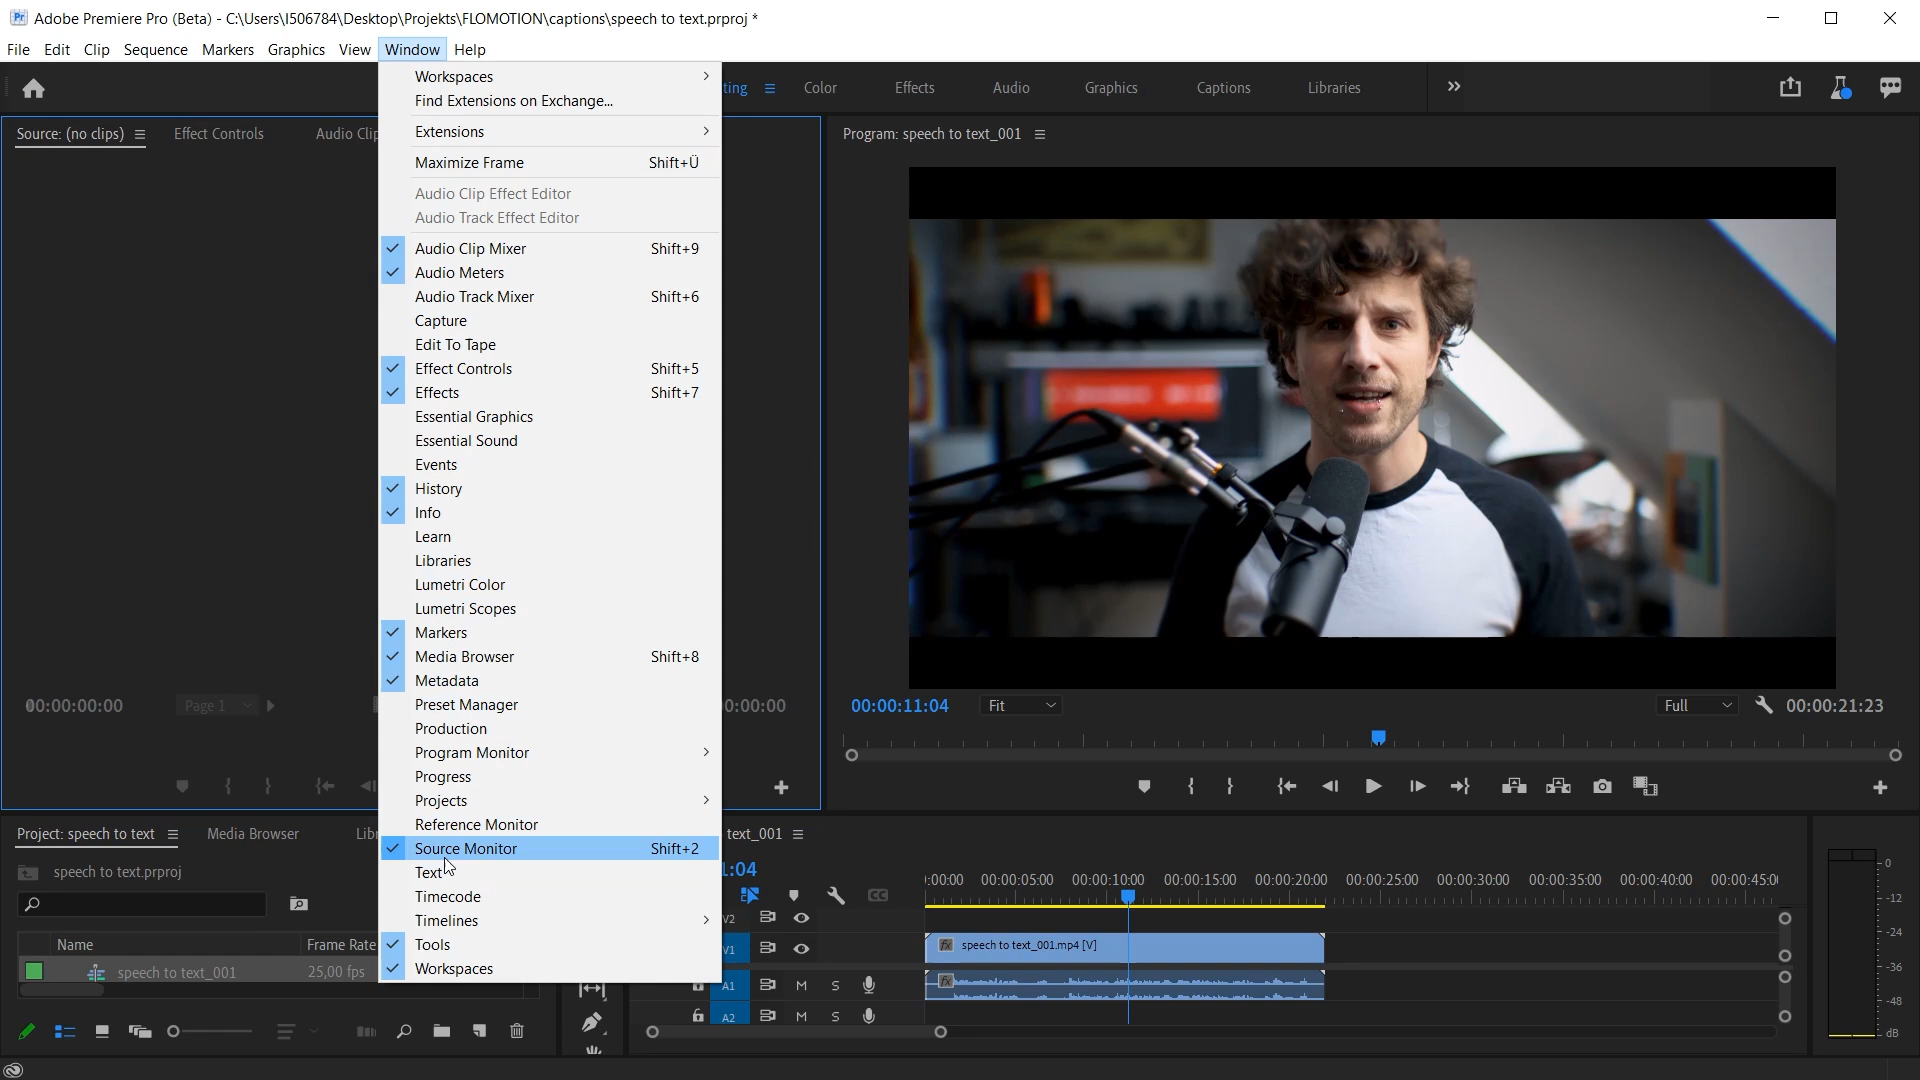 Adobe Premiere Pro (Beta) - C:\Users\I506784\Desktop\Projekts\FLOMOTION\captions\speech to text.prproj *
File Edit Clip Sequence Markers Graphics View Window Help
ting Color Effects Audio Graphics Captions Libraries
Source: (no clips) Effect Controls Audio Clip
Workspaces
Find Extensions on Exchange...
Extensions
Maximize Frame Shift+Ü
Audio Clip Effect Editor
Audio Track Effect Editor
Audio Clip Mixer Shift+9
Audio Meters
Audio Track Mixer Shift+6
Capture
Edit To Tape
Effect Controls Shift+5
Effects Shift+7
Essential Graphics
Essential Sound
Events
History
Info
Learn
Libraries
Lumetri Color
Lumetri Scopes
Markers
Media Browser Shift+8
Metadata
Preset Manager
Production
Program Monitor
Progress
Projects
Reference Monitor
Source Monitor Shift+2
Text
Timecode
Timelines
Tools
Workspaces
Program: speech to text_001
00:00:00:00 Page 1 0:00:00
00:00:11:04 Fit Full 00:00:21:23
Project: speech to text Media Browser Lib
speech to text.prproj
Name Frame Rate
speech to text_001 25,00 fps
text_001
1:04
:00:00 00:00:05:00 00:00:10:00 00:00:15:00 00:00:20:00 00:00:25:00 00:00:30:00 00:00:35:00 00:00:40:00 00:00:45:0
V2
V1 speech to text_001.mp4 [V]
A1 M S
A2 M S
0
-12
-24
-36
-48
dB